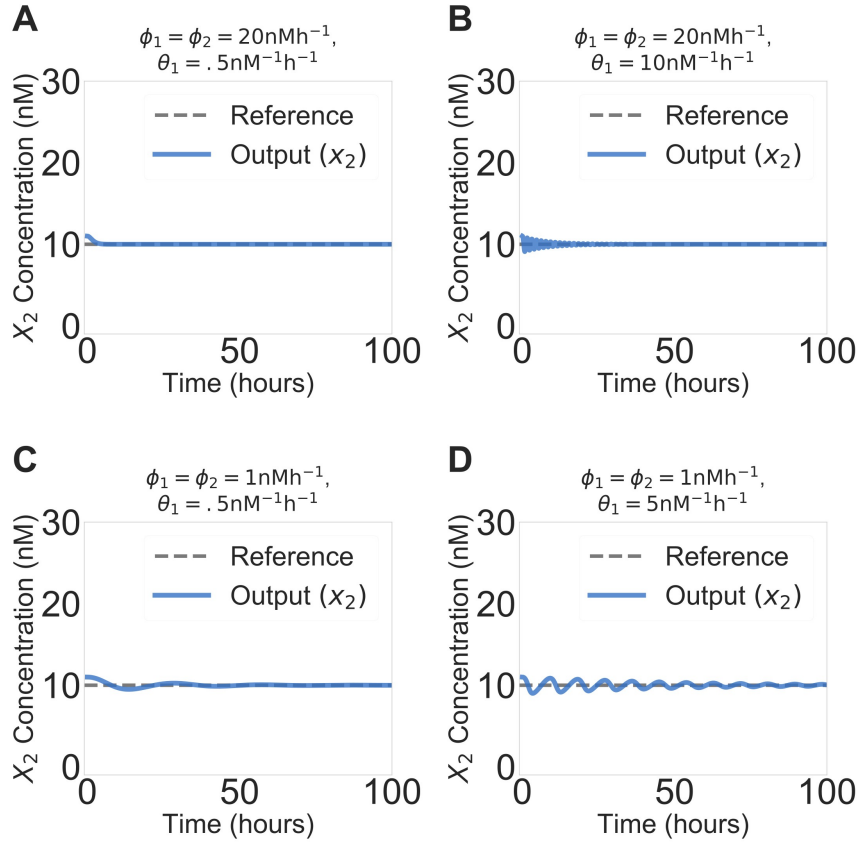 A
ϕ₁ = ϕ₂ = 20nMh⁻¹,
θ₁ = .5nM⁻¹h⁻¹
X₂ Concentration (nM)
30
20
10
0
Reference
Output (x₂)
0 50 100
Time (hours)
B
ϕ₁ = ϕ₂ = 20nMh⁻¹,
θ₁ = 10nM⁻¹h⁻¹
X₂ Concentration (nM)
30
20
10
0
Reference
Output (x₂)
0 50 100
Time (hours)
C
ϕ₁ = ϕ₂ = 1nMh⁻¹,
θ₁ = .5nM⁻¹h⁻¹
X₂ Concentration (nM)
30
20
10
0
Reference
Output (x₂)
0 50 100
Time (hours)
D
ϕ₁ = ϕ₂ = 1nMh⁻¹,
θ₁ = 5nM⁻¹h⁻¹
X₂ Concentration (nM)
30
20
10
0
Reference
Output (x₂)
0 50 100
Time (hours)